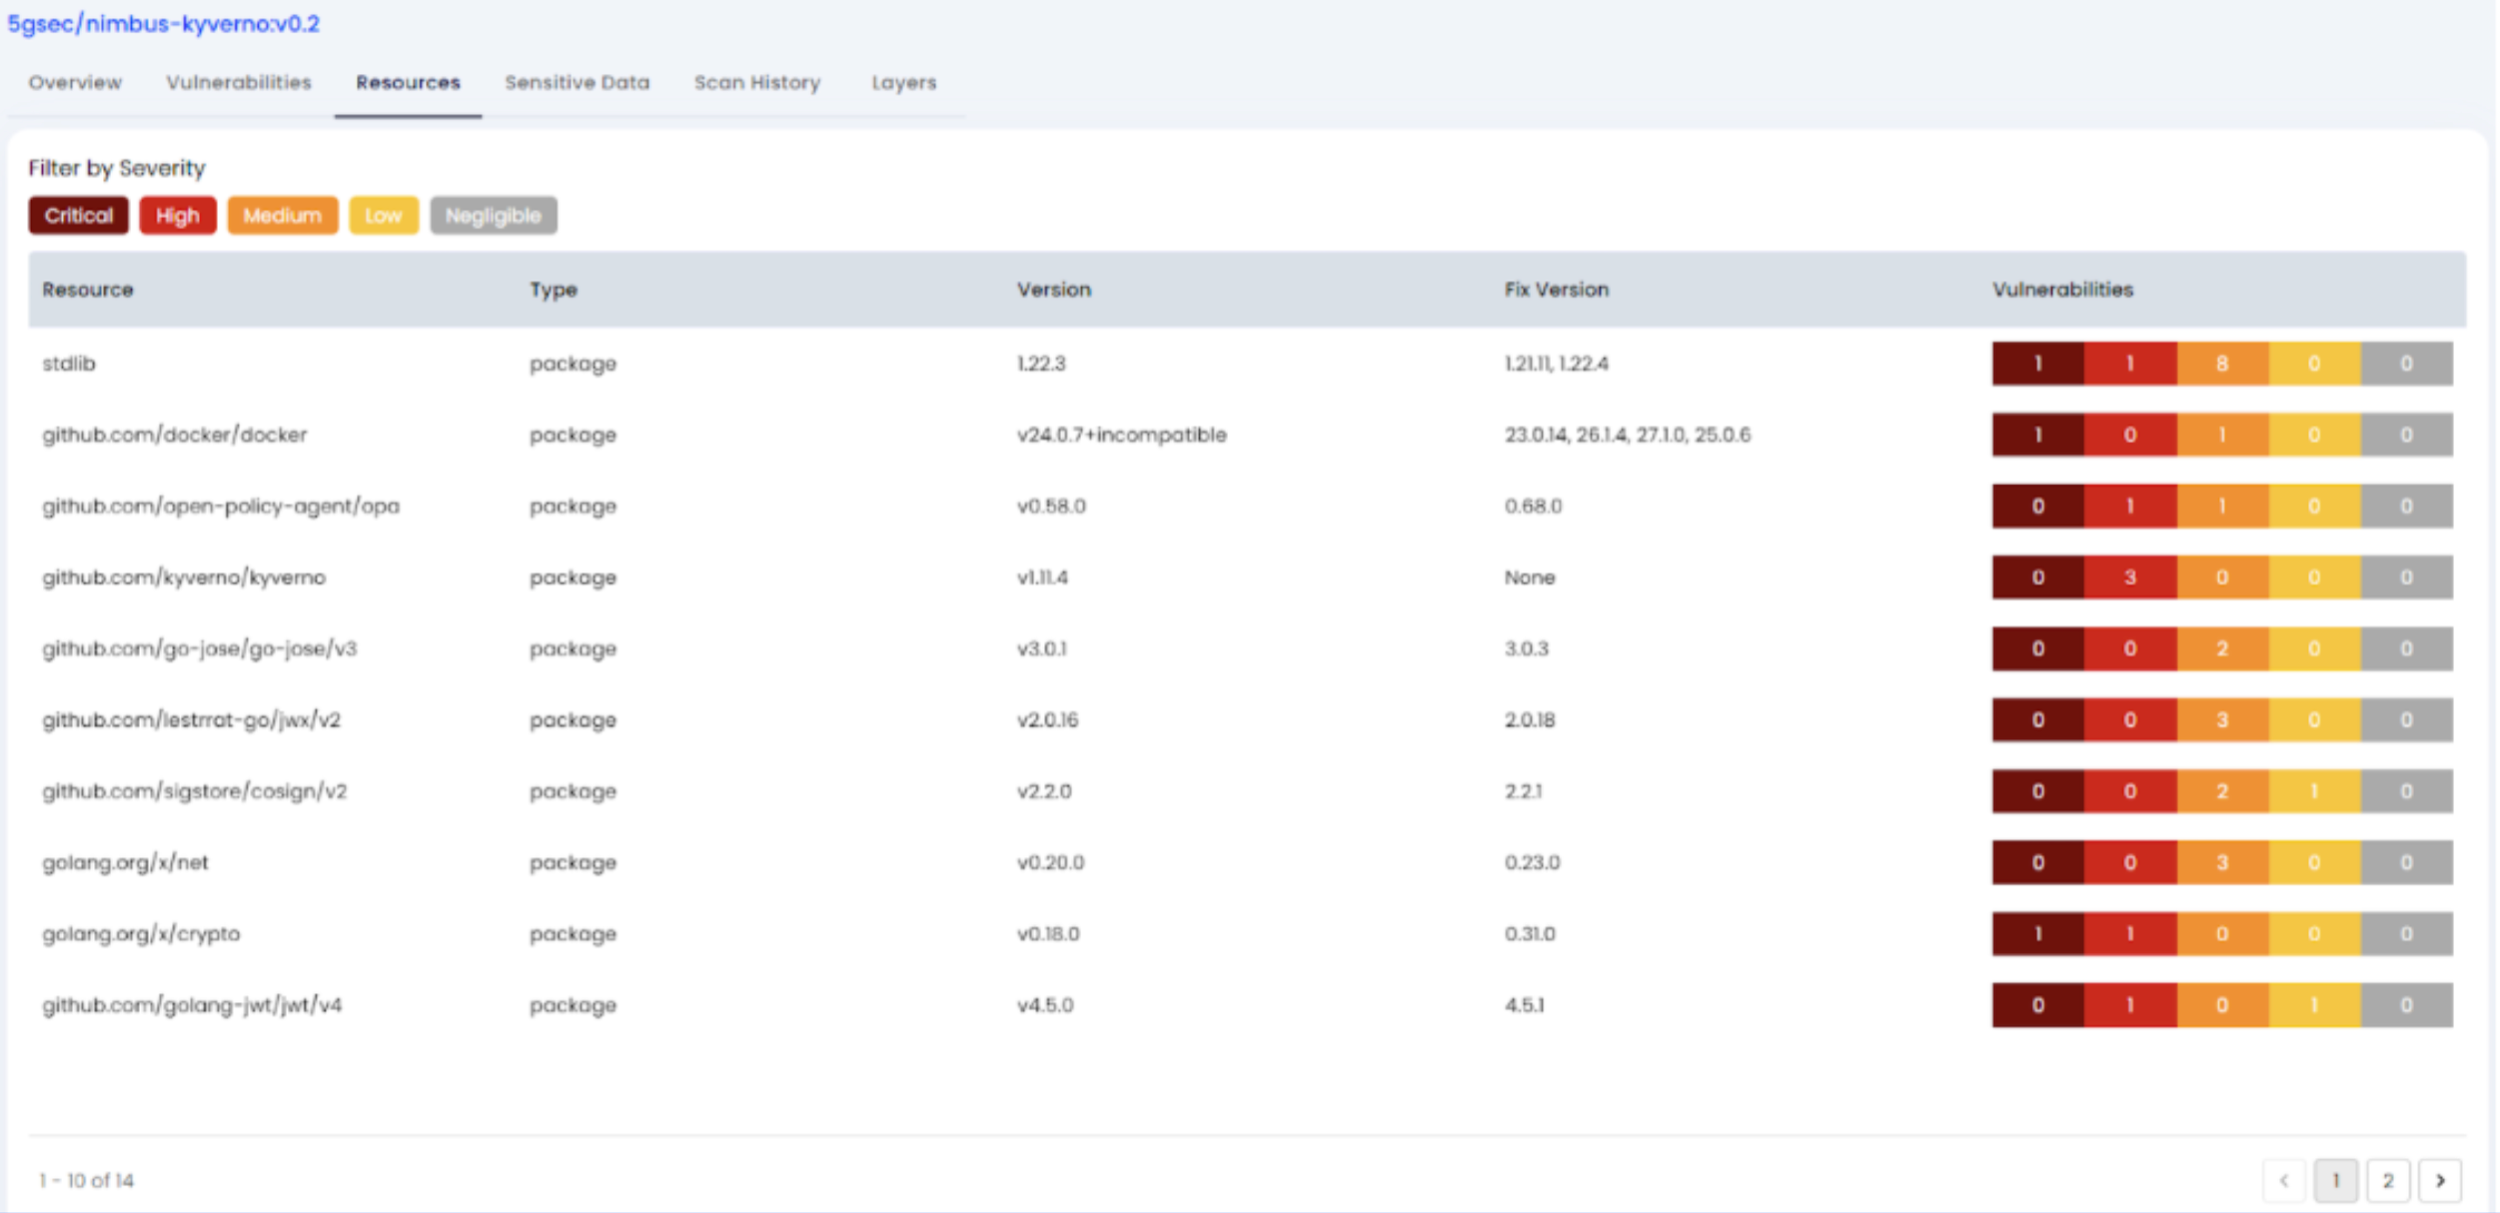 5gsec/nimbus-kyverno:v0.2
Overview Vulnerabilities Resources Sensitive Data Scan History Layers
Filter by Severity
Critical High Medium Low Negligible
Resource Type Version Fix Version Vulnerabilities
stdlib package 1.22.3 1.21.11, 1.22.4 1 1 8 0 0
github.com/docker/docker package v24.0.7+incompatible 23.0.14, 26.1.4, 27.1.0, 25.0.6 1 0 1 0 0
github.com/open-policy-agent/opa package v0.58.0 0.68.0 0 1 1 0 0
github.com/kyverno/kyverno package v1.11.4 None 0 3 0 0 0
github.com/go-jose/go-jose/v3 package v3.0.1 3.0.3 0 0 2 0 0
github.com/lestrrat-go/jwx/v2 package v2.0.16 2.0.18 0 0 3 0 0
github.com/sigstore/cosign/v2 package v2.2.0 2.2.1 0 0 2 1 0
golang.org/x/net package v0.20.0 0.23.0 0 0 3 0 0
golang.org/x/crypto package v0.18.0 0.31.0 1 1 0 0 0
github.com/golang-jwt/jwt/v4 package v4.5.0 4.5.1 0 1 0 1 0
1 - 10 of 14 < 1 2 >